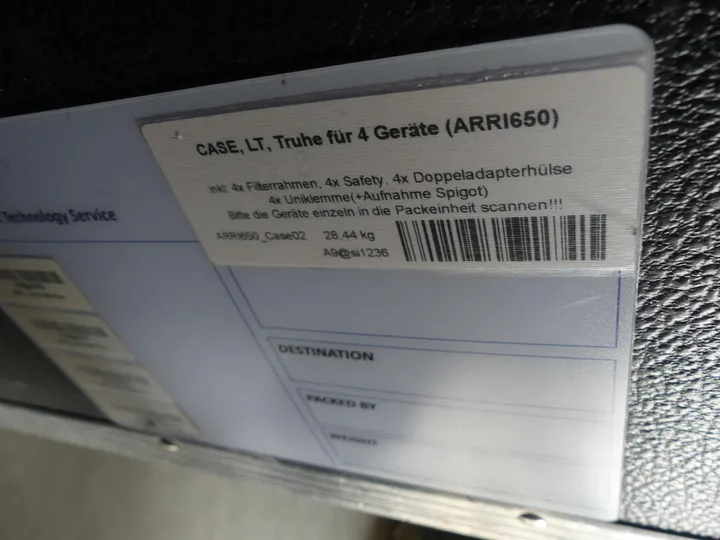 CASE, LT, Truhe für 4 Geräte (ARRI650)
inkl. 4x Filterrahmen, 4x Safety, 4x Doppeladapterhülse
4x Uniklemme(+Aufnahme Spigot)
Bitte die Geräte einzeln in die Packeinheit scannen!!!
ARRI650_Case02 28,44 kg
A9@si1236
Technology Service
DESTINATION
PACKED BY
WEIGHT